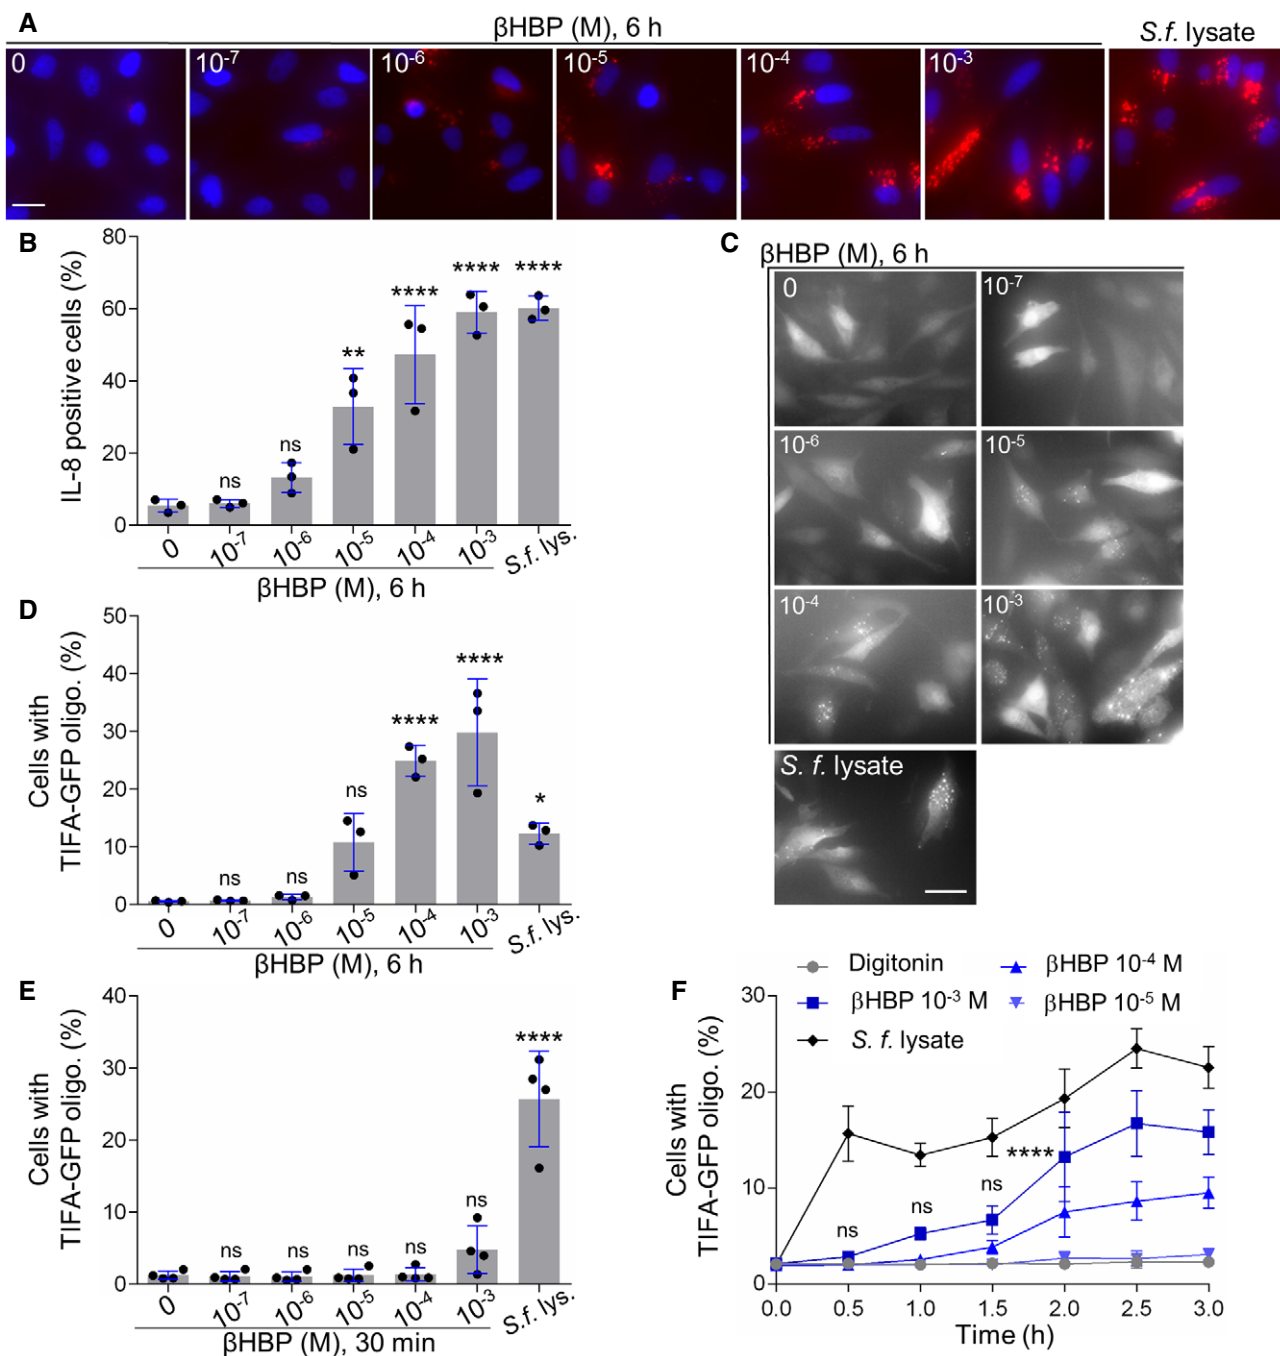 A
βHBP (M), 6 h
S.f. lysate
0
10-7
10-6
10-5
10-4
10-3
B
IL-8 positive cells (%)
80
60
40
20
0
ns
ns
**
****
****
****
0
10-7
10-6
10-5
10-4
10-3
S.f. lys.
βHBP (M), 6 h
C
βHBP (M), 6 h
0
10-7
10-6
10-5
10-4
10-3
S. f. lysate
D
Cells with
TIFA-GFP oligo. (%)
50
40
30
20
10
0
ns
ns
ns
****
****
*
0
10-7
10-6
10-5
10-4
10-3
S.f. lys.
βHBP (M), 6 h
E
Cells with
TIFA-GFP oligo. (%)
40
30
20
10
0
ns
ns
ns
ns
ns
****
0
10-7
10-6
10-5
10-4
10-3
S.f. lys.
βHBP (M), 30 min
F
Digitonin
βHBP 10-4 M
βHBP 10-3 M
βHBP 10-5 M
S. f. lysate
Cells with
TIFA-GFP oligo. (%)
30
20
10
0
ns
ns
ns
****
0.0
0.5
1.0
1.5
2.0
2.5
3.0
Time (h)